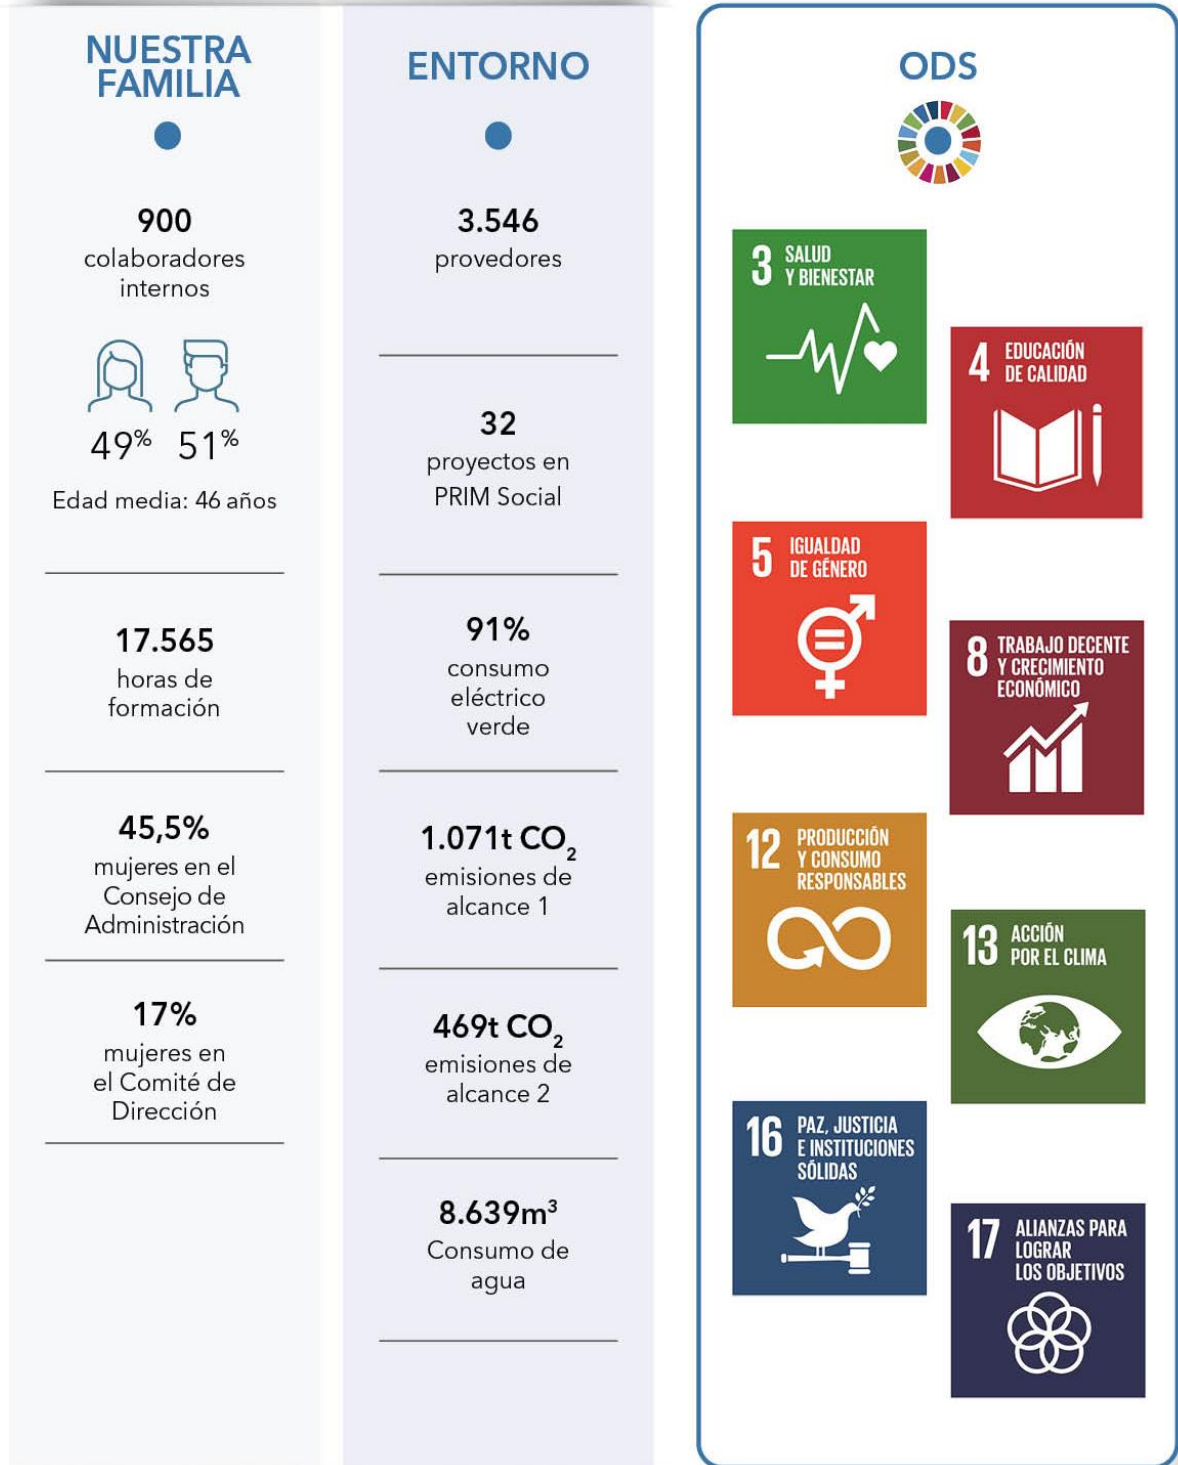 NUESTRA
FAMILIA
900
colaboradores
internos
49% 51%
Edad media: 46 años
17.565
horas de
formación
45,5%
mujeres en el
Consejo de
Administración
17%
mujeres en
el Comité de
Dirección
ENTORNO
3.546
provedores
32
proyectos en
PRIM Social
91%
consumo
eléctrico
verde
1.071t CO₂
emisiones de
alcance 1
469t CO₂
emisiones de
alcance 2
8.639m³
Consumo de
agua
ODS
3 SALUD
Y BIENESTAR
4 EDUCACIÓN
DE CALIDAD
5 IGUALDAD
DE GÉNERO
8 TRABAJO DECENTE
Y CRECIMIENTO
ECONÓMICO
12 PRODUCCIÓN
Y CONSUMO
RESPONSABLES
13 ACCIÓN
POR EL CLIMA
16 PAZ, JUSTICIA
E INSTITUCIONES
SÓLIDAS
17 ALIANZAS PARA
LOGRAR
LOS OBJETIVOS